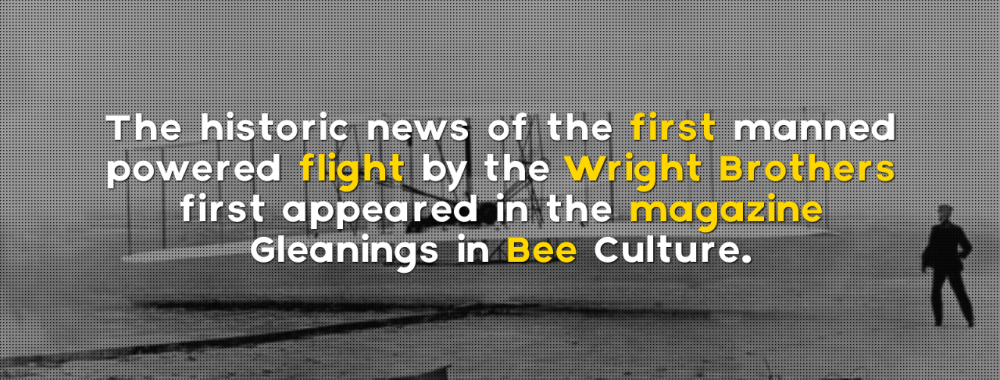 The historic news of the first manned
powered flight by the Wright Brothers
first appeared in the magazine
Gleanings in Bee Culture.